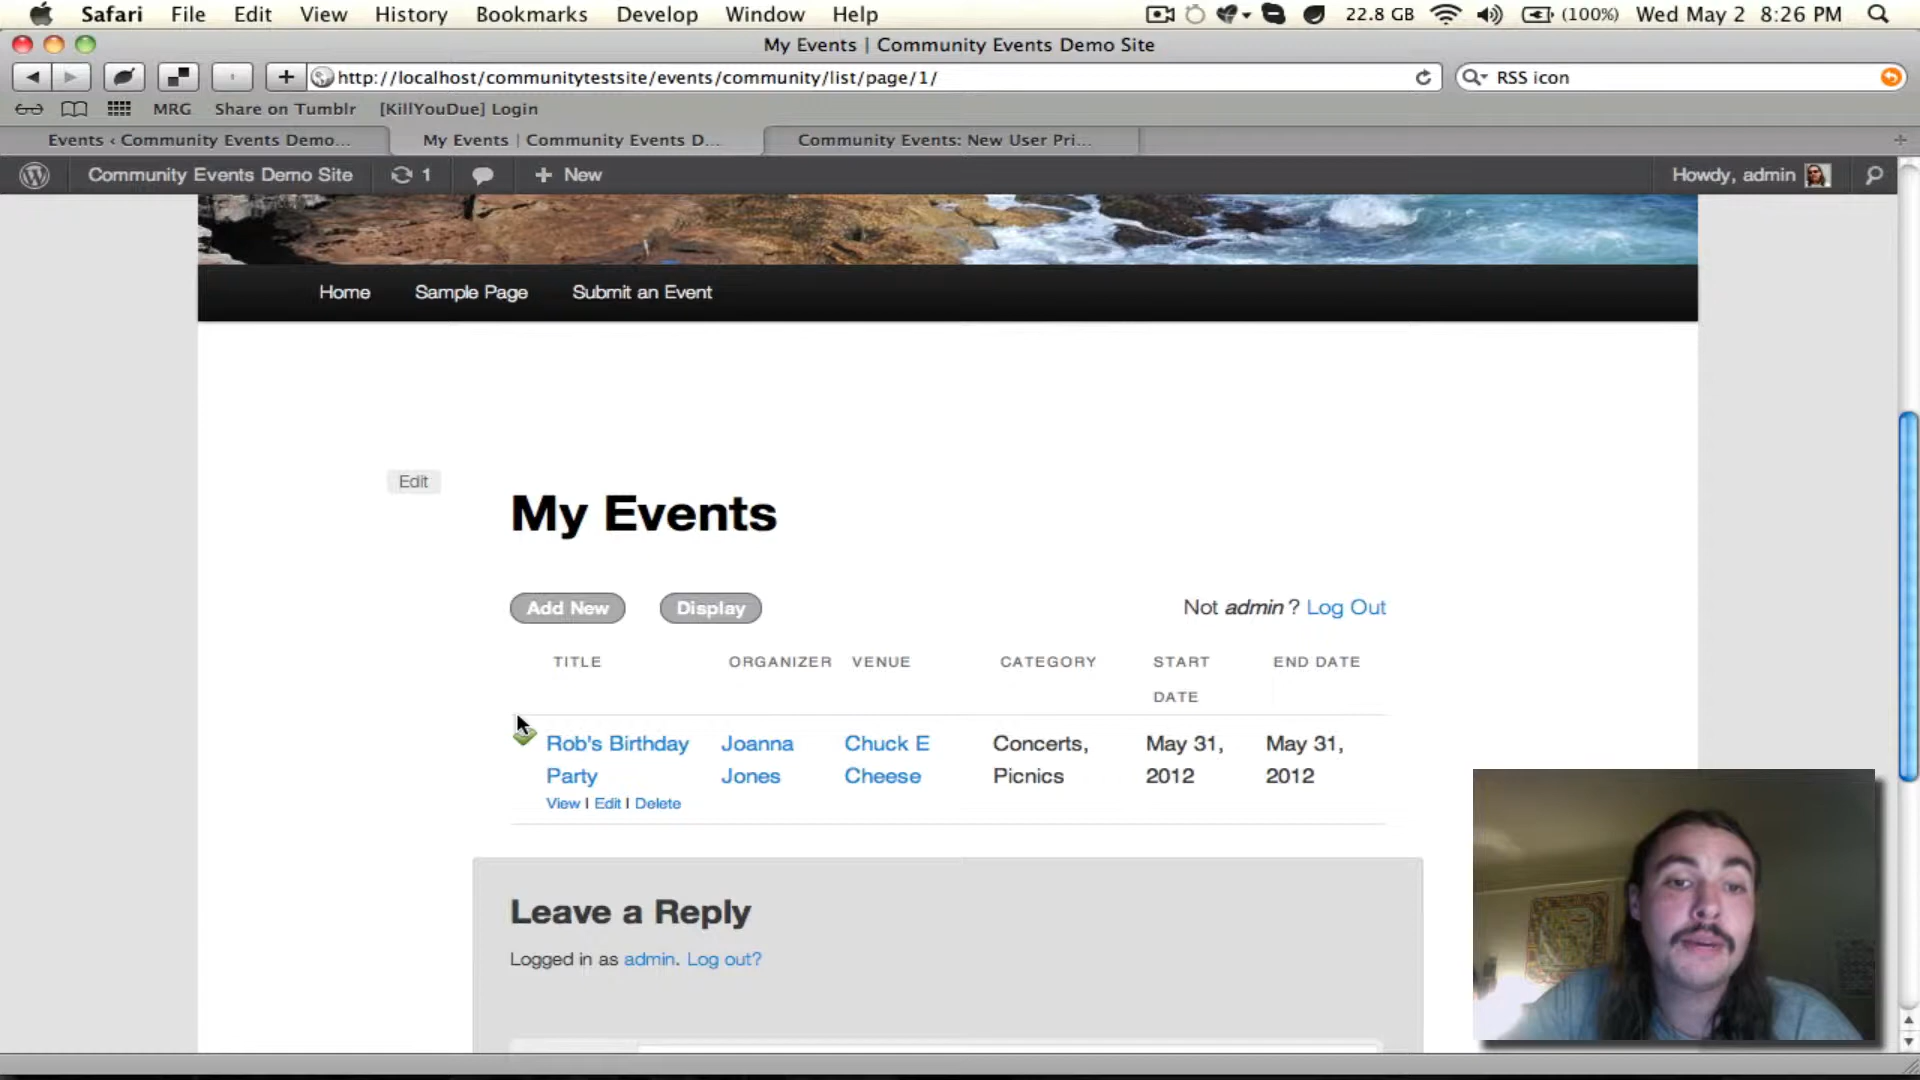 Safari File Edit View History Bookmarks Develop Window Help 22.8 GB (100%) Wed May 2 8:26 PM
My Events | Community Events Demo Site
http://localhost/communitytestsite/events/community/list/page/1/ RSS icon
MRG Share on Tumblr [KillYouDue] Login
Events ‹ Community Events Demo... My Events | Community Events D... Community Events: New User Pri...
Community Events Demo Site 1 New Howdy, admin
Home Sample Page Submit an Event
Edit
My Events
Add New Display Not admin? Log Out
TITLE ORGANIZER VENUE CATEGORY START END DATE
DATE
Rob's Birthday Joanna Chuck E Concerts, May 31, May 31,
Party Jones Cheese Picnics 2012 2012
View | Edit | Delete
Leave a Reply
Logged in as admin. Log out?